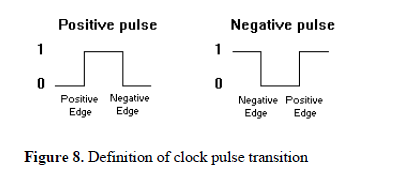 Positive pulse
Negative pulse
1
1
0
0
Positive Negative
Edge Edge
Negative Positive
Edge Edge
Figure 8. Definition of clock pulse transition